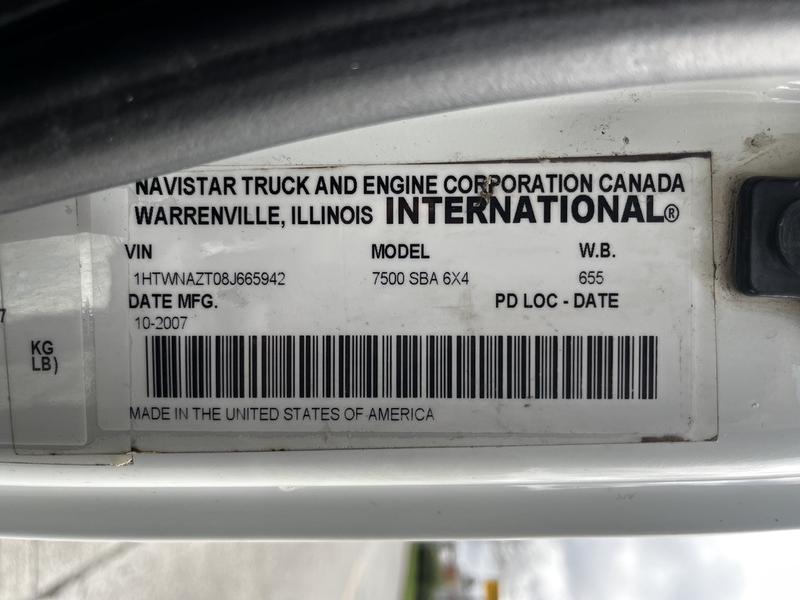 NAVISTAR TRUCK AND ENGINE CORPORATION CANADA
WARRENVILLE, ILLINOIS INTERNATIONAL®
VIN MODEL W.B.
1HTWNAZT08J665942 7500 SBA 6X4 655
DATE MFG. PD LOC - DATE
10-2007
MADE IN THE UNITED STATES OF AMERICA
7
KG
LB)